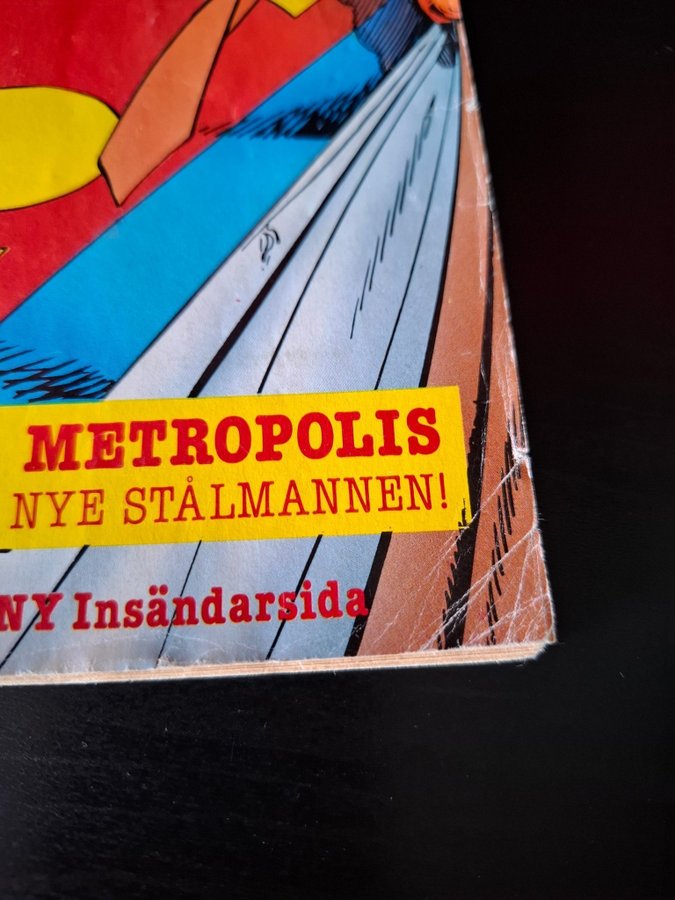 METROPOLIS
NYE STÅLMANNEN!
NY Insändarsida